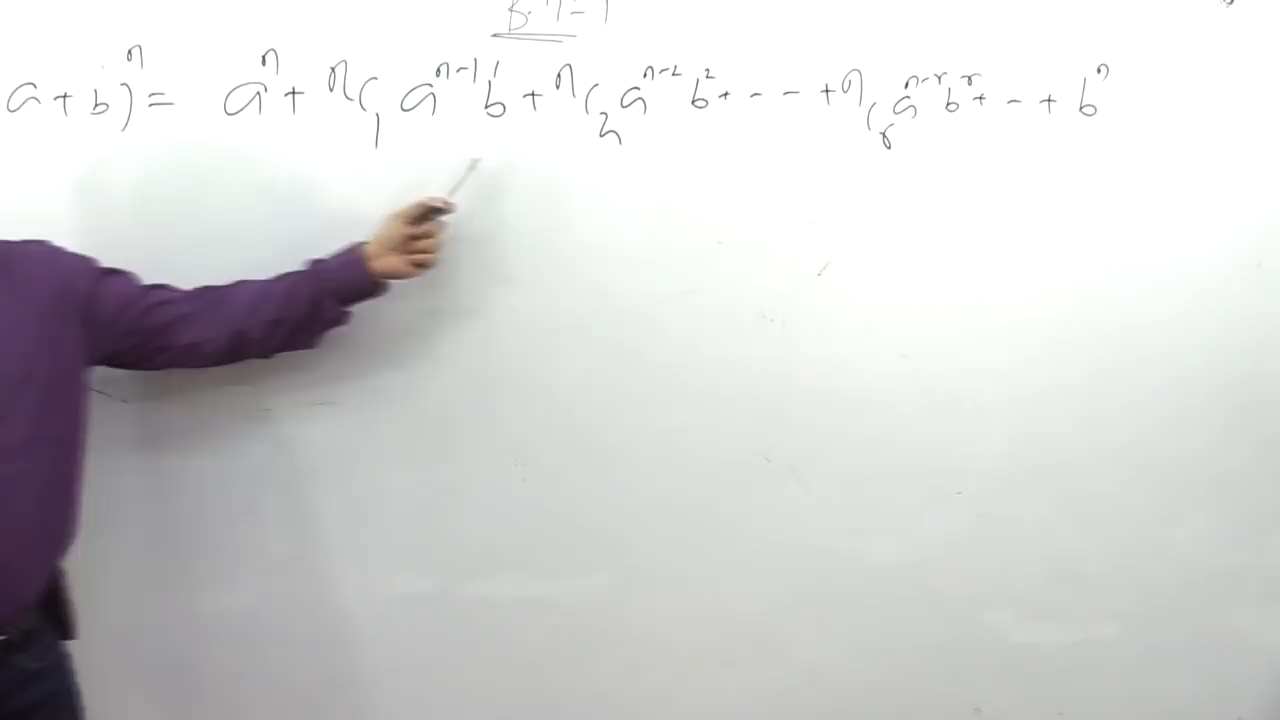 a + b)ⁿ = aⁿ + ⁿC₁ aⁿ⁻¹ b¹ + ⁿC₂ aⁿ⁻² b² + - - - + ⁿCᵣ aⁿ⁻ʳ bʳ + - - + bⁿ